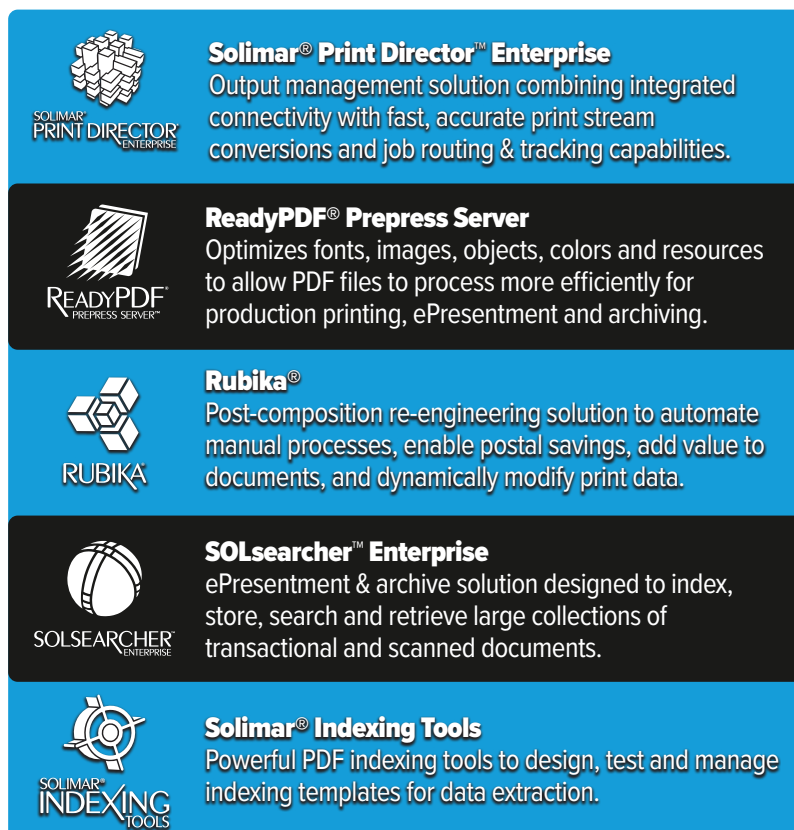 SOLIMAR®
PRINT DIRECTOR®
ENTERPRISE
Solimar® Print Director™ Enterprise
Output management solution combining integrated
connectivity with fast, accurate print stream
conversions and job routing & tracking capabilities.
READYPDF®
PREPRESS SERVER™
ReadyPDF® Prepress Server
Optimizes fonts, images, objects, colors and resources
to allow PDF files to process more efficiently for
production printing, ePresentment and archiving.
RUBIKA®
Rubika®
Post-composition re-engineering solution to automate
manual processes, enable postal savings, add value to
documents, and dynamically modify print data.
SOLSEARCHER™
ENTERPRISE
SOLsearcher™ Enterprise
ePresentment & archive solution designed to index,
store, search and retrieve large collections of
transactional and scanned documents.
SOLIMAR®
INDEXING
TOOLS
Solimar® Indexing Tools
Powerful PDF indexing tools to design, test and manage
indexing templates for data extraction.